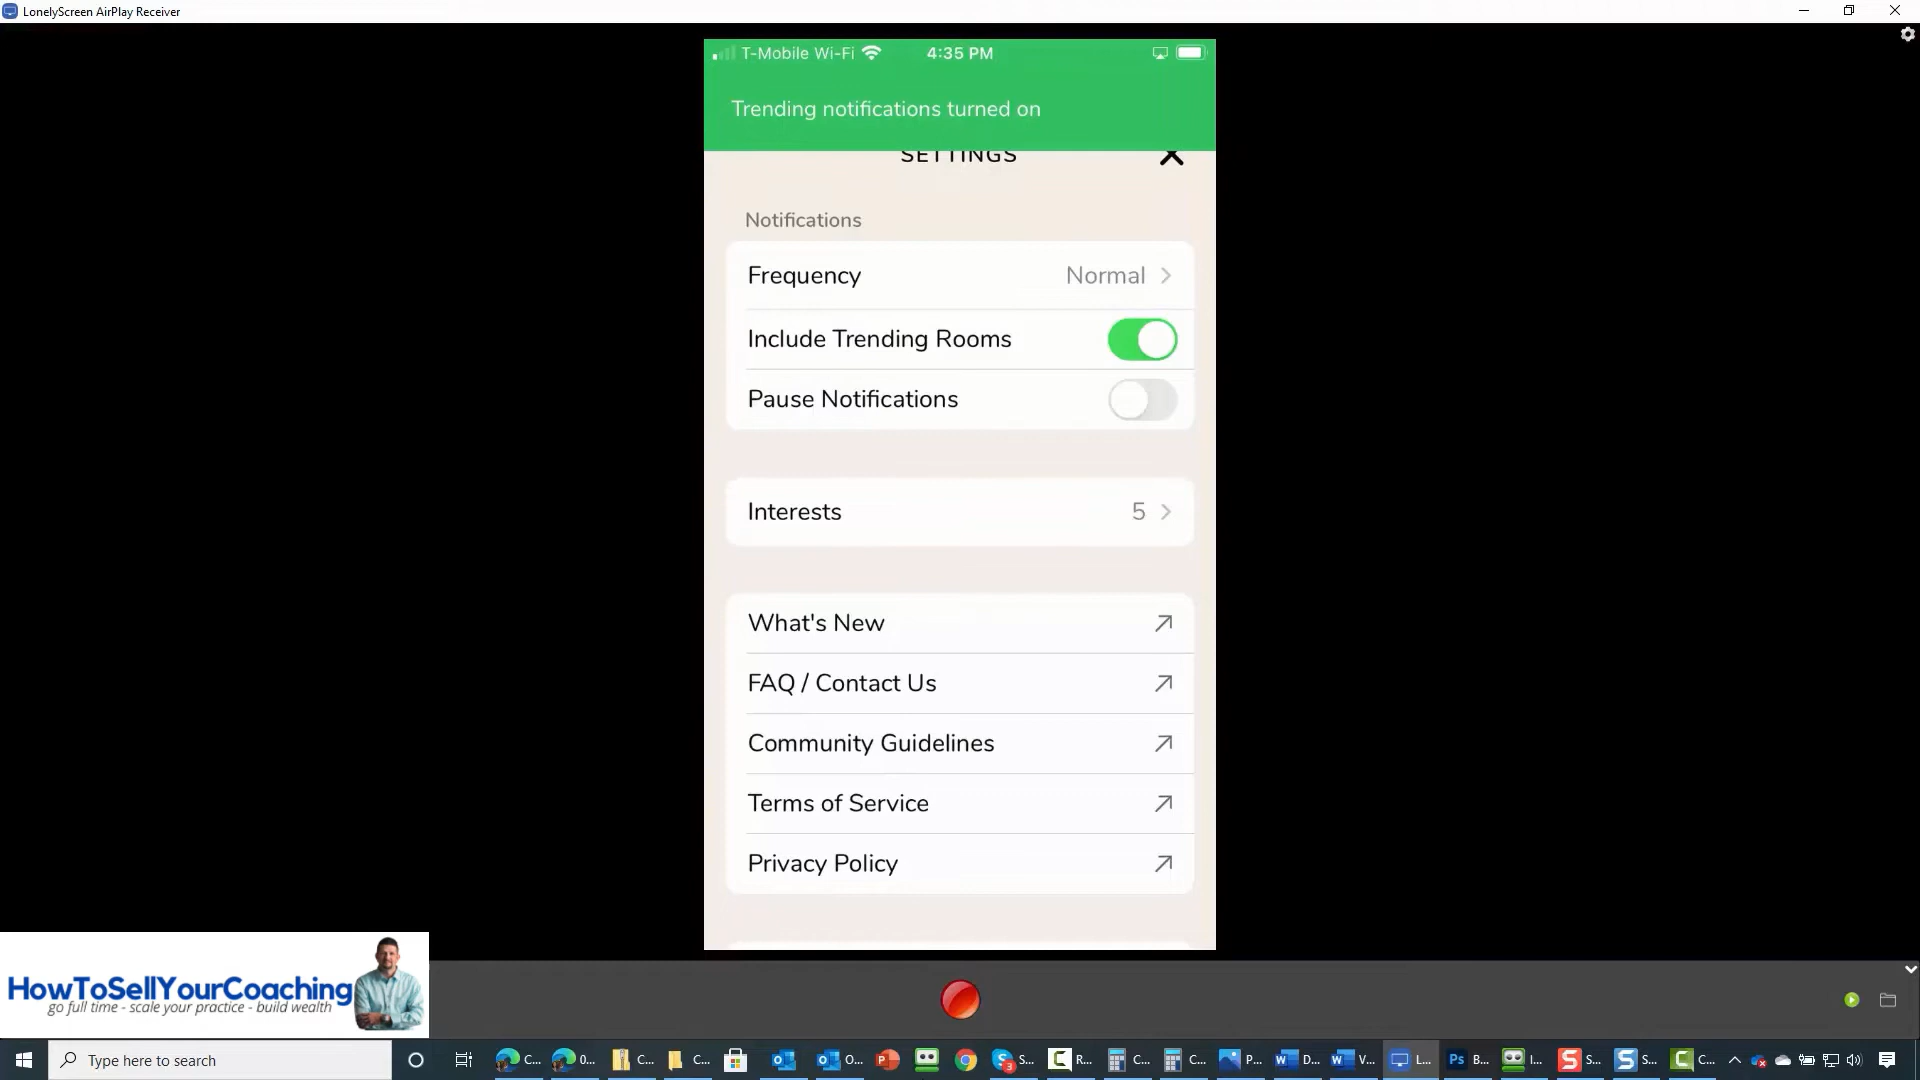 LonelyScreen AirPlay Receiver
T-Mobile Wi-Fi
4:35 PM
Trending notifications turned on
SETTINGS
Notifications
Frequency
Normal
Include Trending Rooms
Pause Notifications
Interests
5
What's New
FAQ / Contact Us
Community Guidelines
Terms of Service
Privacy Policy
HowToSellYourCoaching
go full time - scale your practice - build wealth
Type here to search
C...
0...
C...
C...
O...
S...
R...
C...
C...
P...
D...
V...
L...
B...
I...
S...
S...
C...